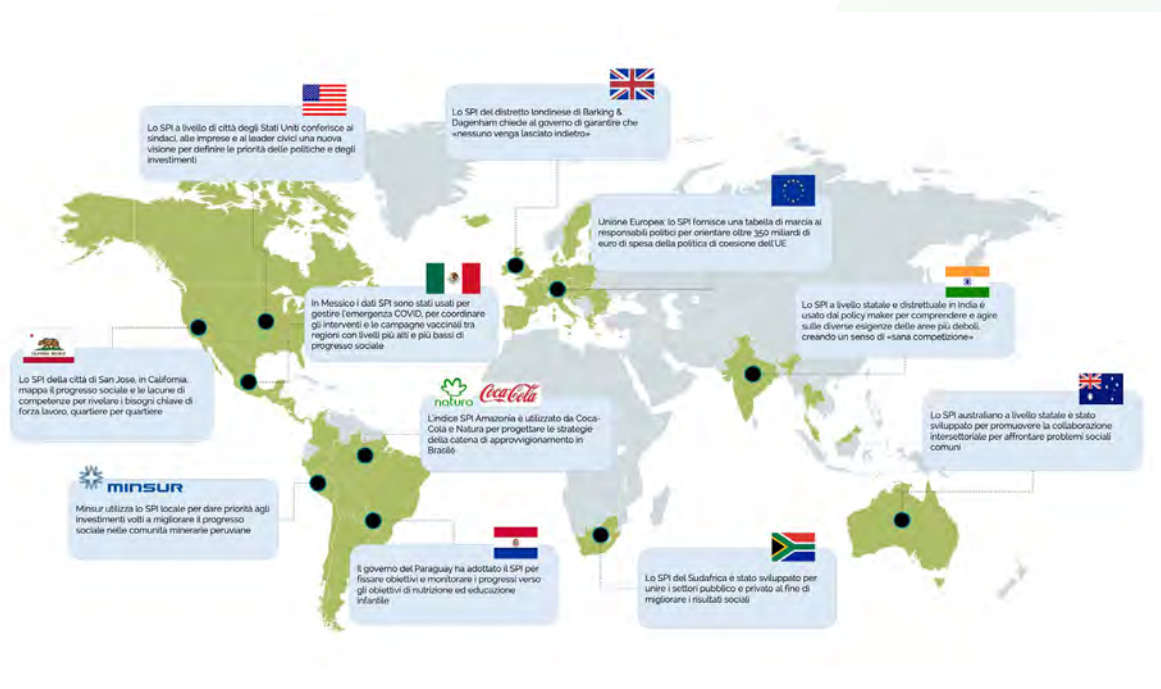 Lo SPI a livello di città degli Stati Uniti conferisce ai
sindaci, alle imprese e ai leader civici una nuova
visione per definire le priorità delle politiche e degli
investimenti
Lo SPI del distretto londinese di Barking &
Dagenham chiede al governo di garantire che
«nessuno venga lasciato indietro»
Unione Europea: lo SPI fornisce una tabella di marcia ai
responsabili politici per orientare oltre 350 miliardi di
euro di spesa della politica di coesione dell'UE
In Messico i dati SPI sono stati usati per
gestire l'emergenza COVID, per coordinare
gli interventi e le campagne vaccinali tra
regioni con livelli più alti e più bassi di
progresso sociale
Lo SPI a livello statale e distrettuale in India è
usato dai policy maker per comprendere e agire
sulle diverse esigenze delle aree più deboli,
creando un senso di «sana competizione»
CALIFORNIA REPUBLIC
Lo SPI della città di San Jose, in California,
mappa il progresso sociale e le lacune di
competenze per rivelare i bisogni chiave di
forza lavoro, quartiere per quartiere
natura Coca-Cola
L'indice SPI Amazonia è utilizzato da Coca-
Cola e Natura per progettare le strategie
della catena di approvvigionamento in
Brasile
Lo SPI australiano a livello statale è stato
sviluppato per promuovere la collaborazione
intersettoriale per affrontare problemi sociali
comuni
MINSUR
Minsur utilizza lo SPI locale per dare priorità agli
investimenti volti a migliorare il progresso
sociale nelle comunità minerarie peruviane
Il governo del Paraguay ha adottato il SPI per
fissare obiettivi e monitorare i progressi verso
gli obiettivi di nutrizione ed educazione
infantile
Lo SPI del Sudafrica è stato sviluppato per
unire i settori pubblico e privato al fine di
migliorare i risultati sociali